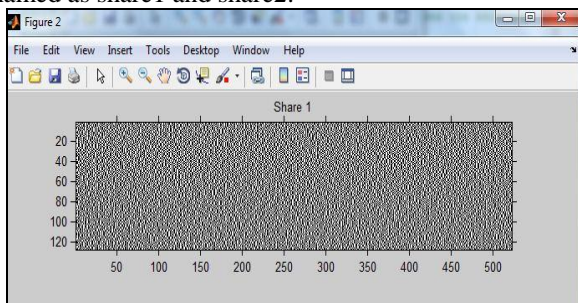 named as share1 and share2.
Figure 2
File Edit View Insert Tools Desktop Window Help
Share 1
20
40
60
80
100
120
50 100 150 200 250 300 350 400 450 500